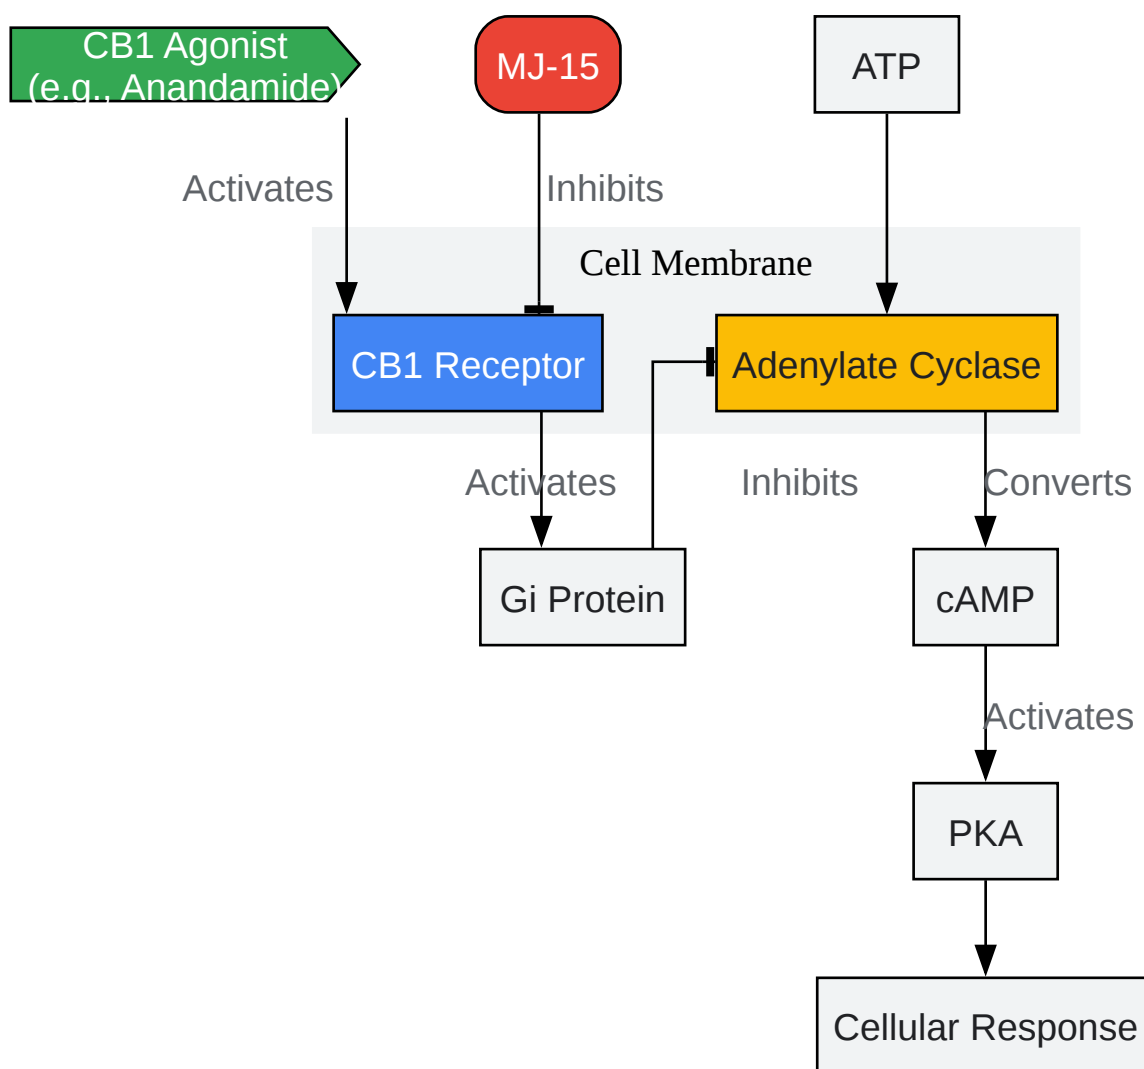 CB1 Agonist
(e.g., Anandamide)
MJ-15
ATP
Activates
Inhibits
Cell Membrane
CB1 Receptor
Adenylate Cyclase
Activates
Inhibits
Converts
Gi Protein
cAMP
Activates
PKA
Cellular Response